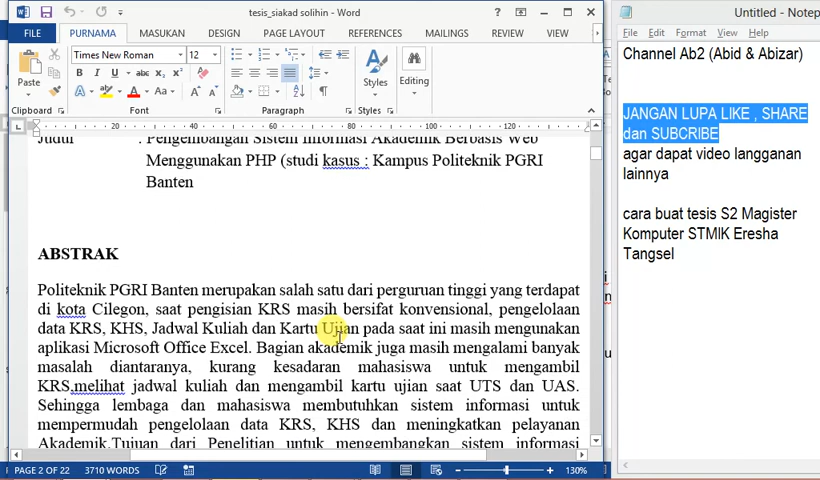 tesis_siakad solihin - Word
FILE PURNAMA MASUKAN DESIGN PAGE LAYOUT REFERENCES MAILINGS REVIEW VIEW
Times New Roman 12
Paste
Styles
Editing
Clipboard Font Paragraph Styles
20 40 60 80 100 120
Judul : Pengembangan Sistem Informasi Akademik Berbasis Web
Menggunakan PHP (studi kasus : Kampus Politeknik PGRI
Banten
ABSTRAK
Politeknik PGRI Banten merupakan salah satu dari perguruan tinggi yang terdapat
di kota Cilegon, saat pengisian KRS masih bersifat konvensional, pengelolaan
data KRS, KHS, Jadwal Kuliah dan Kartu Ujian pada saat ini masih mengunakan
aplikasi Microsoft Office Excel. Bagian akademik juga masih mengalami banyak
masalah diantaranya, kurang kesadaran mahasiswa untuk mengambil
KRS,melihat jadwal kuliah dan mengambil kartu ujian saat UTS dan UAS.
Sehingga lembaga dan mahasiswa membutuhkan sistem informasi untuk
mempermudah pengelolaan data KRS, KHS dan meningkatkan pelayanan
Akademik.Tujuan dari Penelitian untuk mengembangkan sistem informasi
PAGE 2 OF 22 3710 WORDS 130%
Untitled - Notep
File Edit Format View Help
Channel Ab2 (Abid & Abizar)
JANGAN LUPA LIKE , SHARE
dan SUBCRIBE
agar dapat video langganan
lainnya
cara buat tesis S2 Magister
Komputer STMIK Eresha
Tangsel